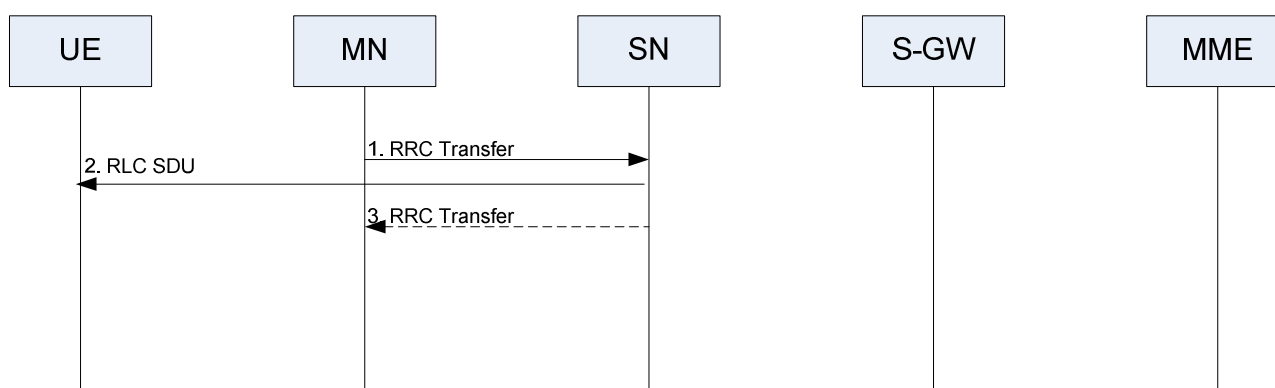 UE
MN
SN
S-GW
MME
1. RRC Transfer
2. RLC SDU
3. RRC Transfer